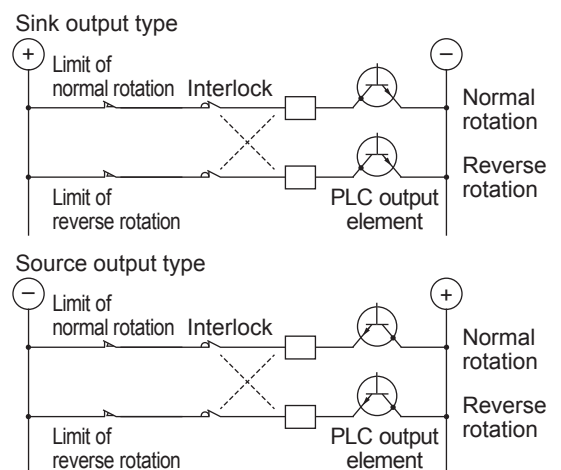 Sink output type
+
−
Limit of
normal rotation
Interlock
Normal
rotation
Reverse
rotation
Limit of
reverse rotation
PLC output
element
Source output type
−
+
Limit of
normal rotation
Interlock
Normal
rotation
Reverse
rotation
Limit of
reverse rotation
PLC output
element